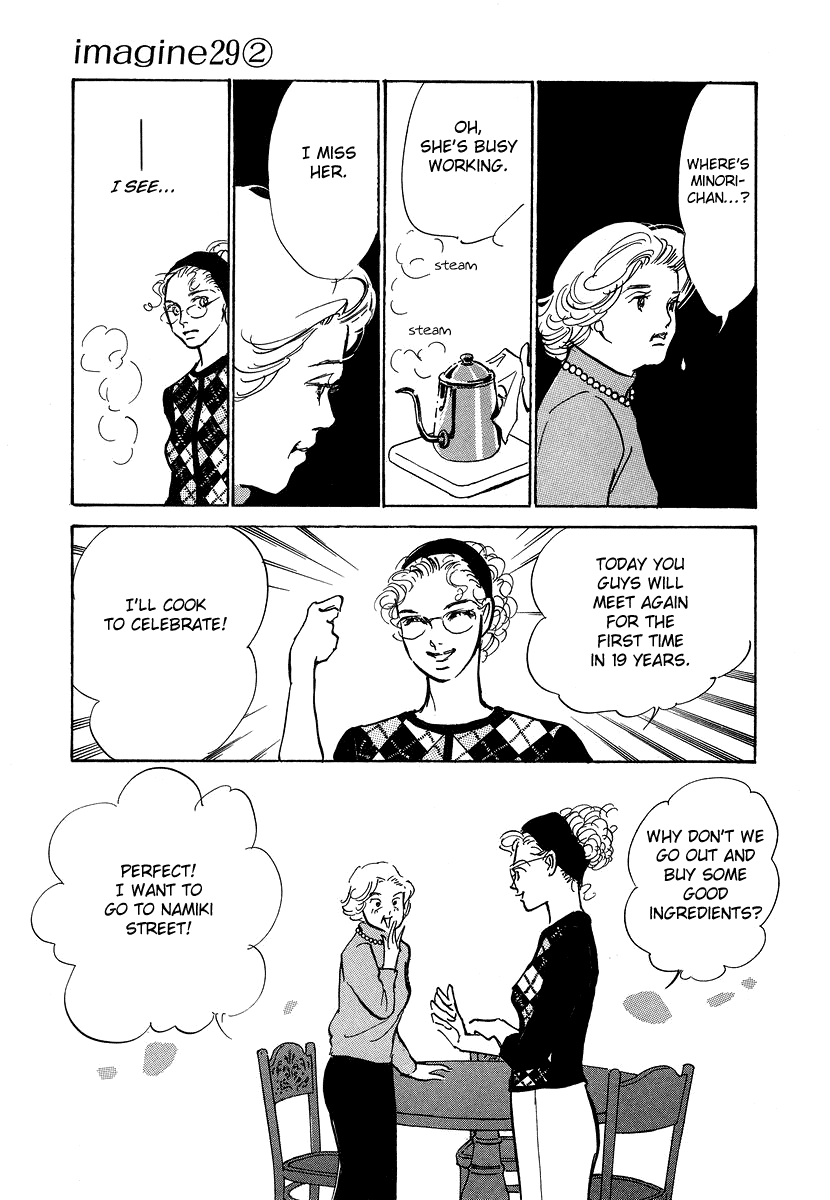 imagine29②
WHERE'S
MINORI-
CHAN...?
OH,
SHE'S BUSY
WORKING.
steam
steam
I MISS
HER.
I SEE...
TODAY YOU
GUYS WILL
MEET AGAIN
FOR THE
FIRST TIME
IN 19 YEARS.
I'LL COOK
TO CELEBRATE!
WHY DON'T WE
GO OUT AND
BUY SOME
GOOD
INGREDIENTS?
PERFECT!
I WANT TO
GO TO NAMIKI
STREET!